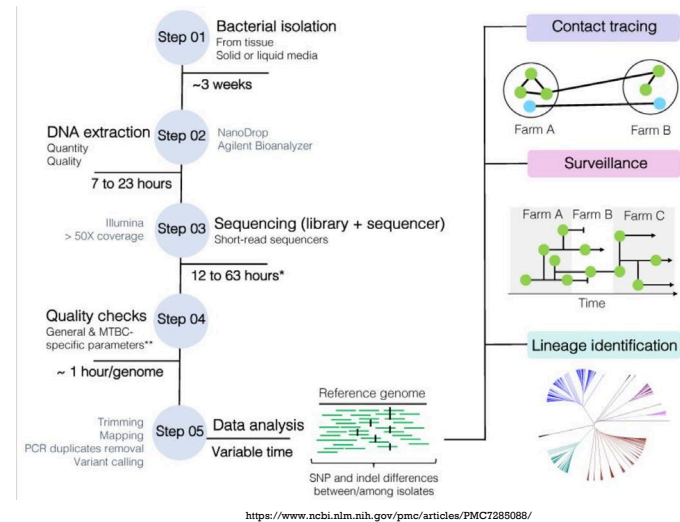 Step 01
Bacterial isolation
From tissue
Solid or liquid media
~3 weeks
DNA extraction
Quantity
Quality
Step 02
NanoDrop
Agilent Bioanalyzer
7 to 23 hours
Illumina
> 50X coverage
Step 03
Sequencing (library + sequencer)
Short-read sequencers
12 to 63 hours*
Quality checks
General & MTBC-
specific parameters**
Step 04
~ 1 hour/genome
Trimming
Mapping
PCR duplicates removal
Variant calling
Step 05
Data analysis
Variable time
Reference genome
SNP and indel differences
between/among isolates
Contact tracing
Farm A
Farm B
Surveillance
Farm A
Farm B
Farm C
Time
Lineage identification
https://www.ncbi.nlm.nih.gov/pmc/articles/PMC7285088/